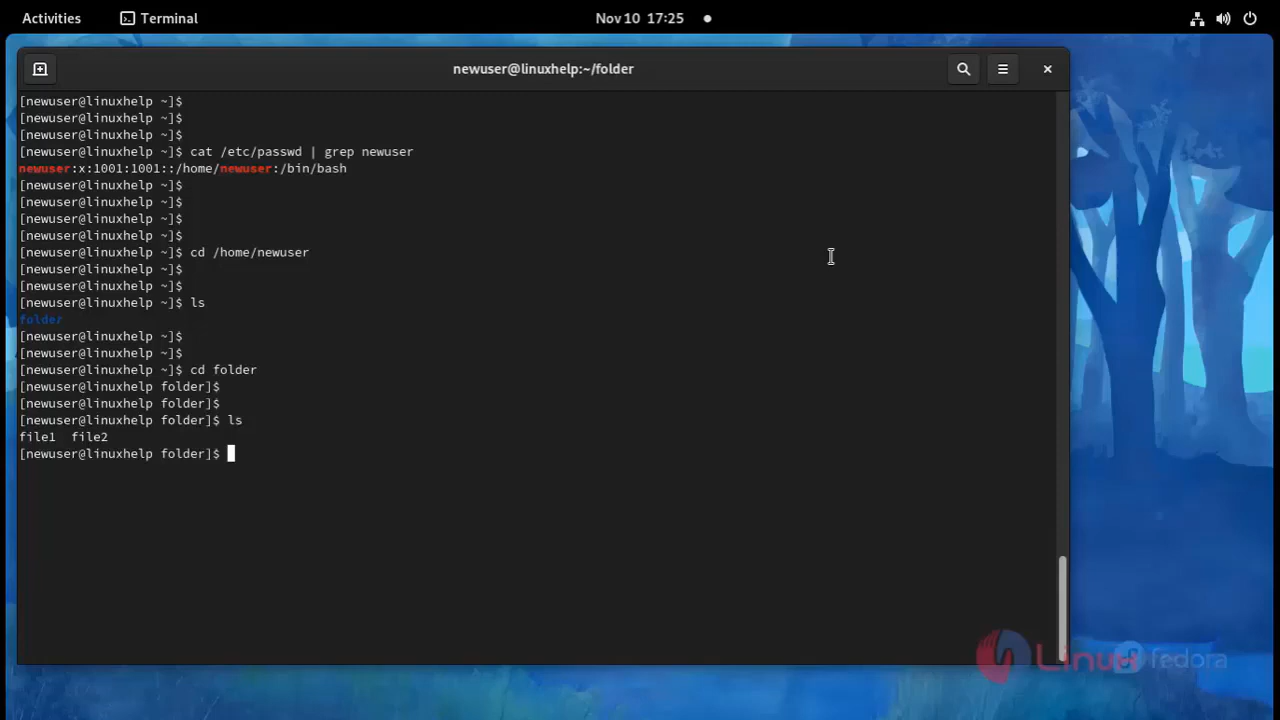 Activities
Terminal
Nov 10 17:25
newuser@linuxhelp:~/folder
[newuser@linuxhelp ~]$
[newuser@linuxhelp ~]$
[newuser@linuxhelp ~]$
[newuser@linuxhelp ~]$ cat /etc/passwd | grep newuser
newuser:x:1001:1001::/home/newuser:/bin/bash
[newuser@linuxhelp ~]$
[newuser@linuxhelp ~]$
[newuser@linuxhelp ~]$
[newuser@linuxhelp ~]$
[newuser@linuxhelp ~]$ cd /home/newuser
[newuser@linuxhelp ~]$
[newuser@linuxhelp ~]$
[newuser@linuxhelp ~]$ ls
folder
[newuser@linuxhelp ~]$
[newuser@linuxhelp ~]$
[newuser@linuxhelp ~]$ cd folder
[newuser@linuxhelp folder]$
[newuser@linuxhelp folder]$
[newuser@linuxhelp folder]$ ls
file1  file2
[newuser@linuxhelp folder]$
Linux
fedora